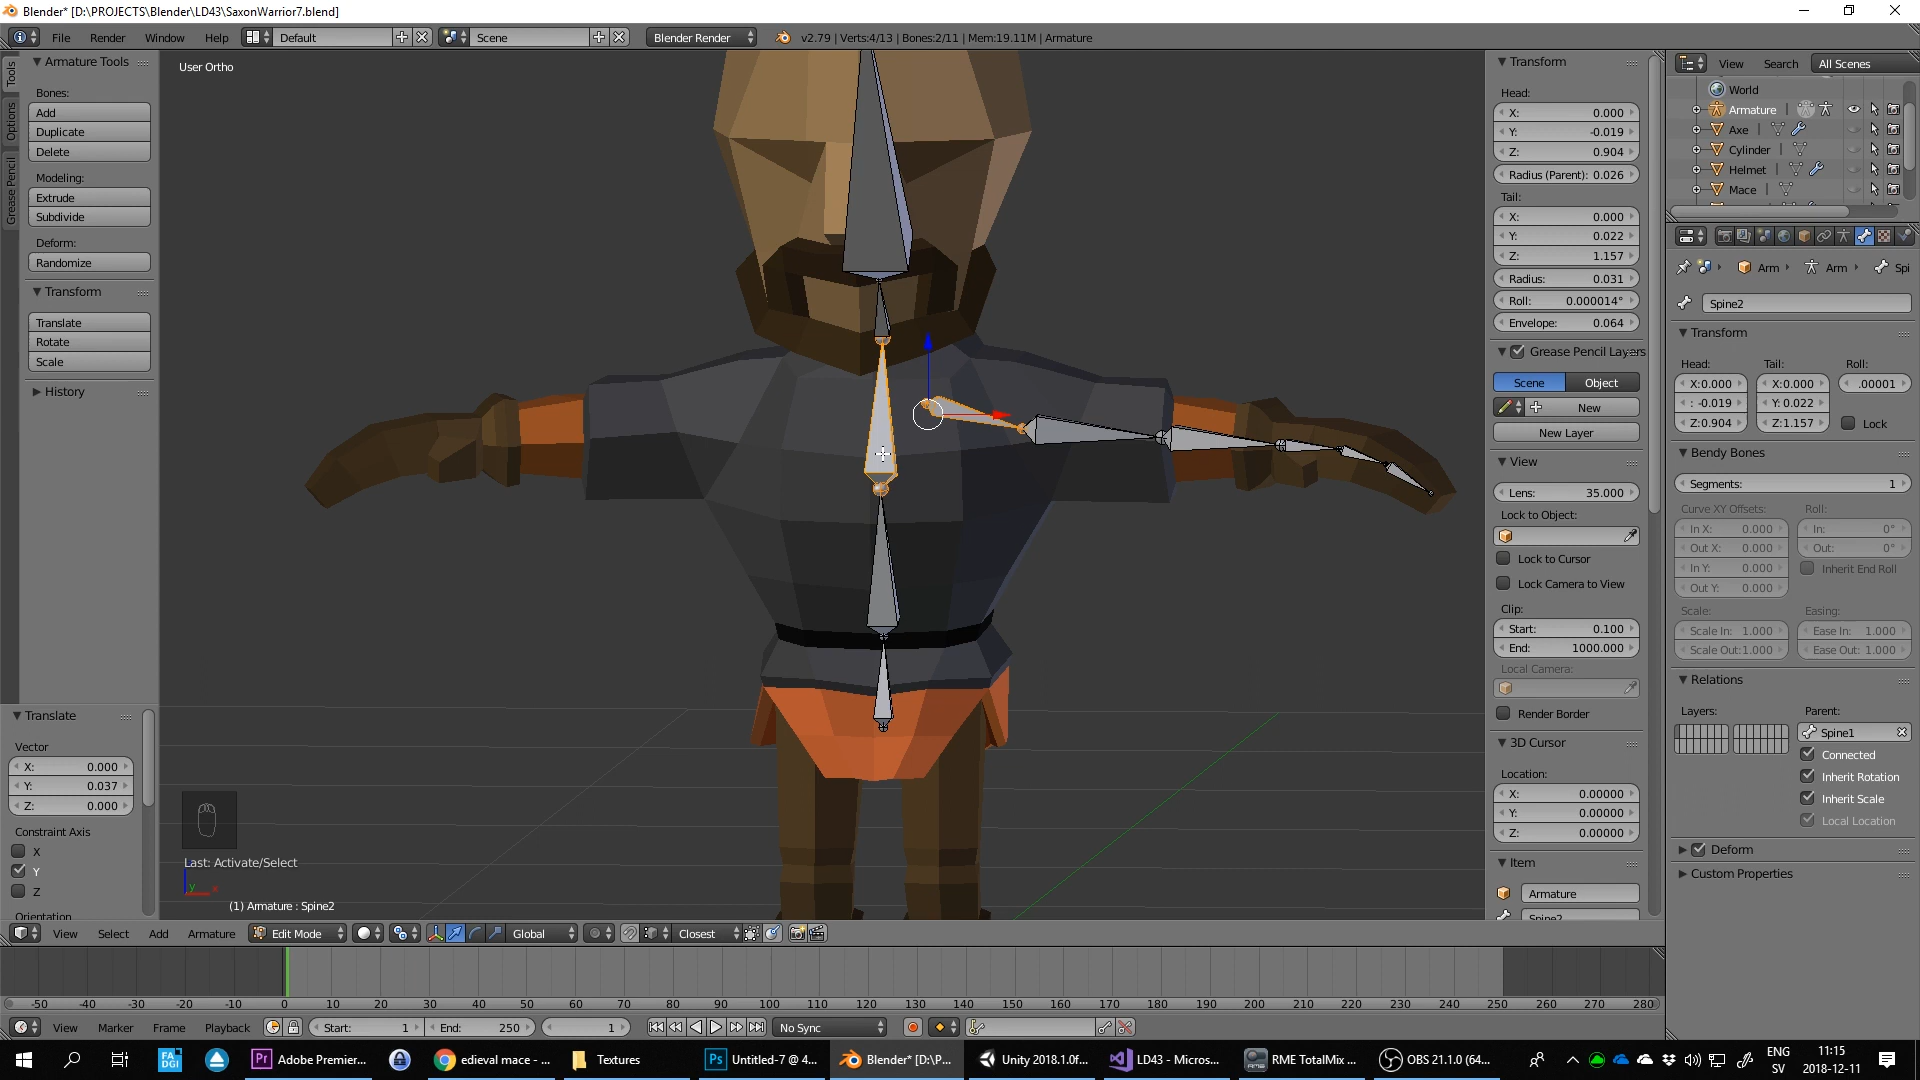 Blender* [D:\PROJECTS\Blender\LD43\SaxonWarrior7.blend]
File Render Window Help Default Scene Blender Render v2.79 | Verts:4/13 | Bones:2/11 | Mem:19.11M | Armature
Tools
Options
Grease Pencil
Armature Tools
Bones:
Add
Duplicate
Delete
Modeling:
Extrude
Subdivide
Deform:
Randomize
Transform
Translate
Rotate
Scale
History
Translate
Vector
X: 0.000
Y: 0.037
Z: 0.000
Constraint Axis
X
Y
Z
Orientation
User Ortho
Last: Activate/Select
(1) Armature : Spine2
Transform
Head:
X: 0.000
Y: -0.019
Z: 0.904
Radius (Parent): 0.026
Tail:
X: 0.000
Y: 0.022
Z: 1.157
Radius: 0.031
Roll: 0.000014°
Envelope: 0.064
Grease Pencil Layers
Scene Object
New
New Layer
View
Lens: 35.000
Lock to Object:
Lock to Cursor
Lock Camera to View
Clip:
Start: 0.100
End: 1000.000
Local Camera:
Render Border
3D Cursor
Location:
X: 0.00000
Y: 0.00000
Z: 0.00000
Item
Armature
Spine2
View Search All Scenes
World
Armature
Axe
Cylinder
Helmet
Mace
Arm Arm Spi
Spine2
Transform
Head: Tail: Roll:
X:0.000 X:0.000 .00001
: -0.019 Y: 0.022
Z:0.904 Z:1.157 Lock
Bendy Bones
Segments: 1
Curve XY Offsets: Roll:
In X: 0.000 In: 0°
Out X: 0.000 Out: 0°
In Y: 0.000 Inherit End Roll
Out Y: 0.000
Scale: Easing:
Scale In: 1.000 Ease In: 1.000
Scale Out:1.000 Ease Out: 1.000
Relations
Layers: Parent:
Spine1
Connected
Inherit Rotation
Inherit Scale
Local Location
Deform
Custom Properties
View Select Add Armature Edit Mode Global Closest
-50 -40 -30 -20 -10 0 10 20 30 40 50 60 70 80 90 100 110 120 130 140 150 160 170 180 190 200 210 220 230 240 250 260 270 280
View Marker Frame Playback Start: 1 End: 250 1 No Sync
FA DGI
Pr Adobe Premier...
edieval mace - ...
Textures
Ps Untitled-7 @ 4...
Blender* [D:\P...
Unity 2018.1.0f...
LD43 - Micros...
RME TotalMix ...
OBS 21.1.0 (64...
ENG
SV
11:15
2018-12-11